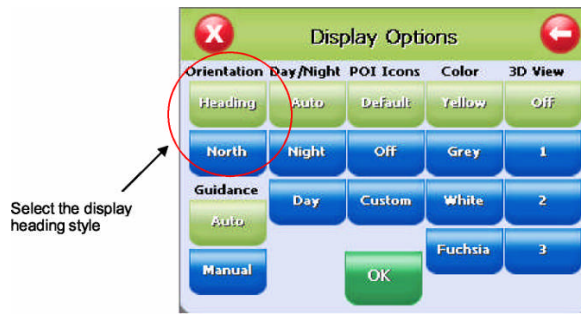 Display Options
Orientation Day/Night POI Icons Color 3D View
Heading Auto Default Yellow Off
North Night Off Grey 1
Guidance
Day Custom White 2
Auto
Fuchsia 3
Manual
OK
Select the display
heading style